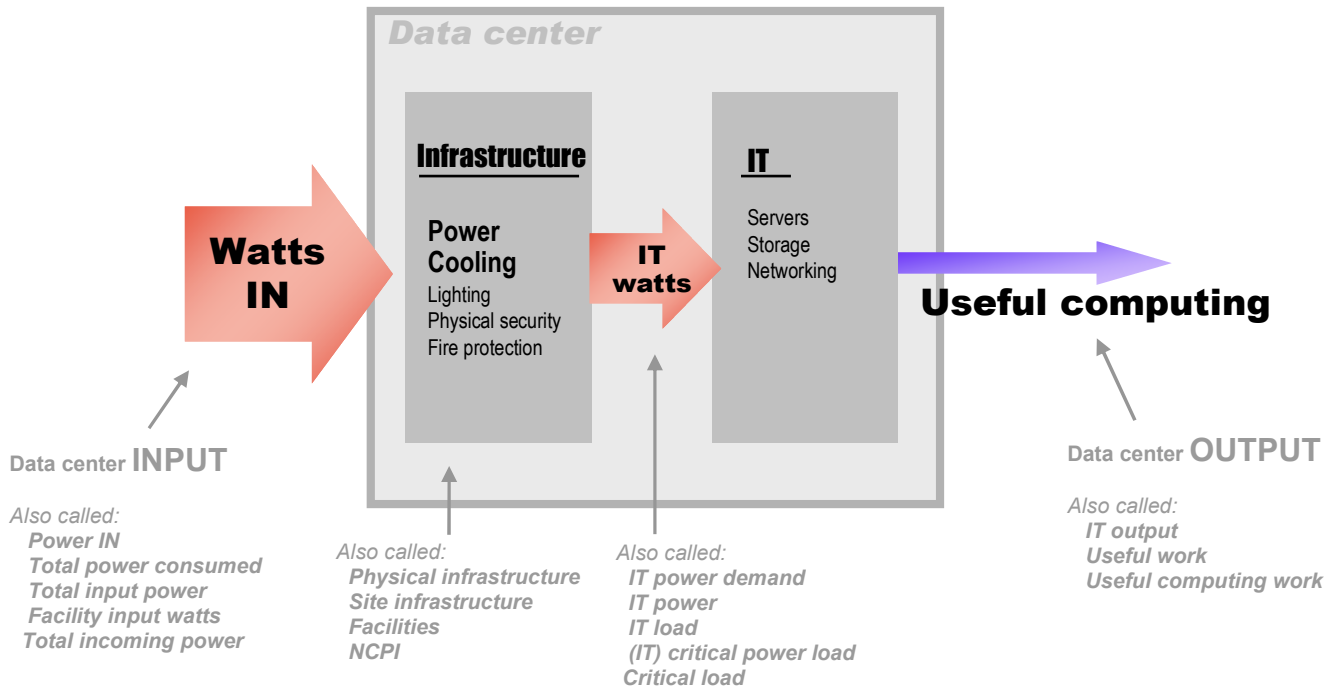 Data center
Infrastructure
Power
Cooling
Lighting
Physical security
Fire protection
IT
Servers
Storage
Networking
Watts
IN
IT
watts
Useful computing
Data center INPUT
Also called:
Power IN
Total power consumed
Total input power
Facility input watts
Total incoming power
Also called:
Physical infrastructure
Site infrastructure
Facilities
NCPI
Also called:
IT power demand
IT power
IT load
(IT) critical power load
Critical load
Data center OUTPUT
Also called:
IT output
Useful work
Useful computing work